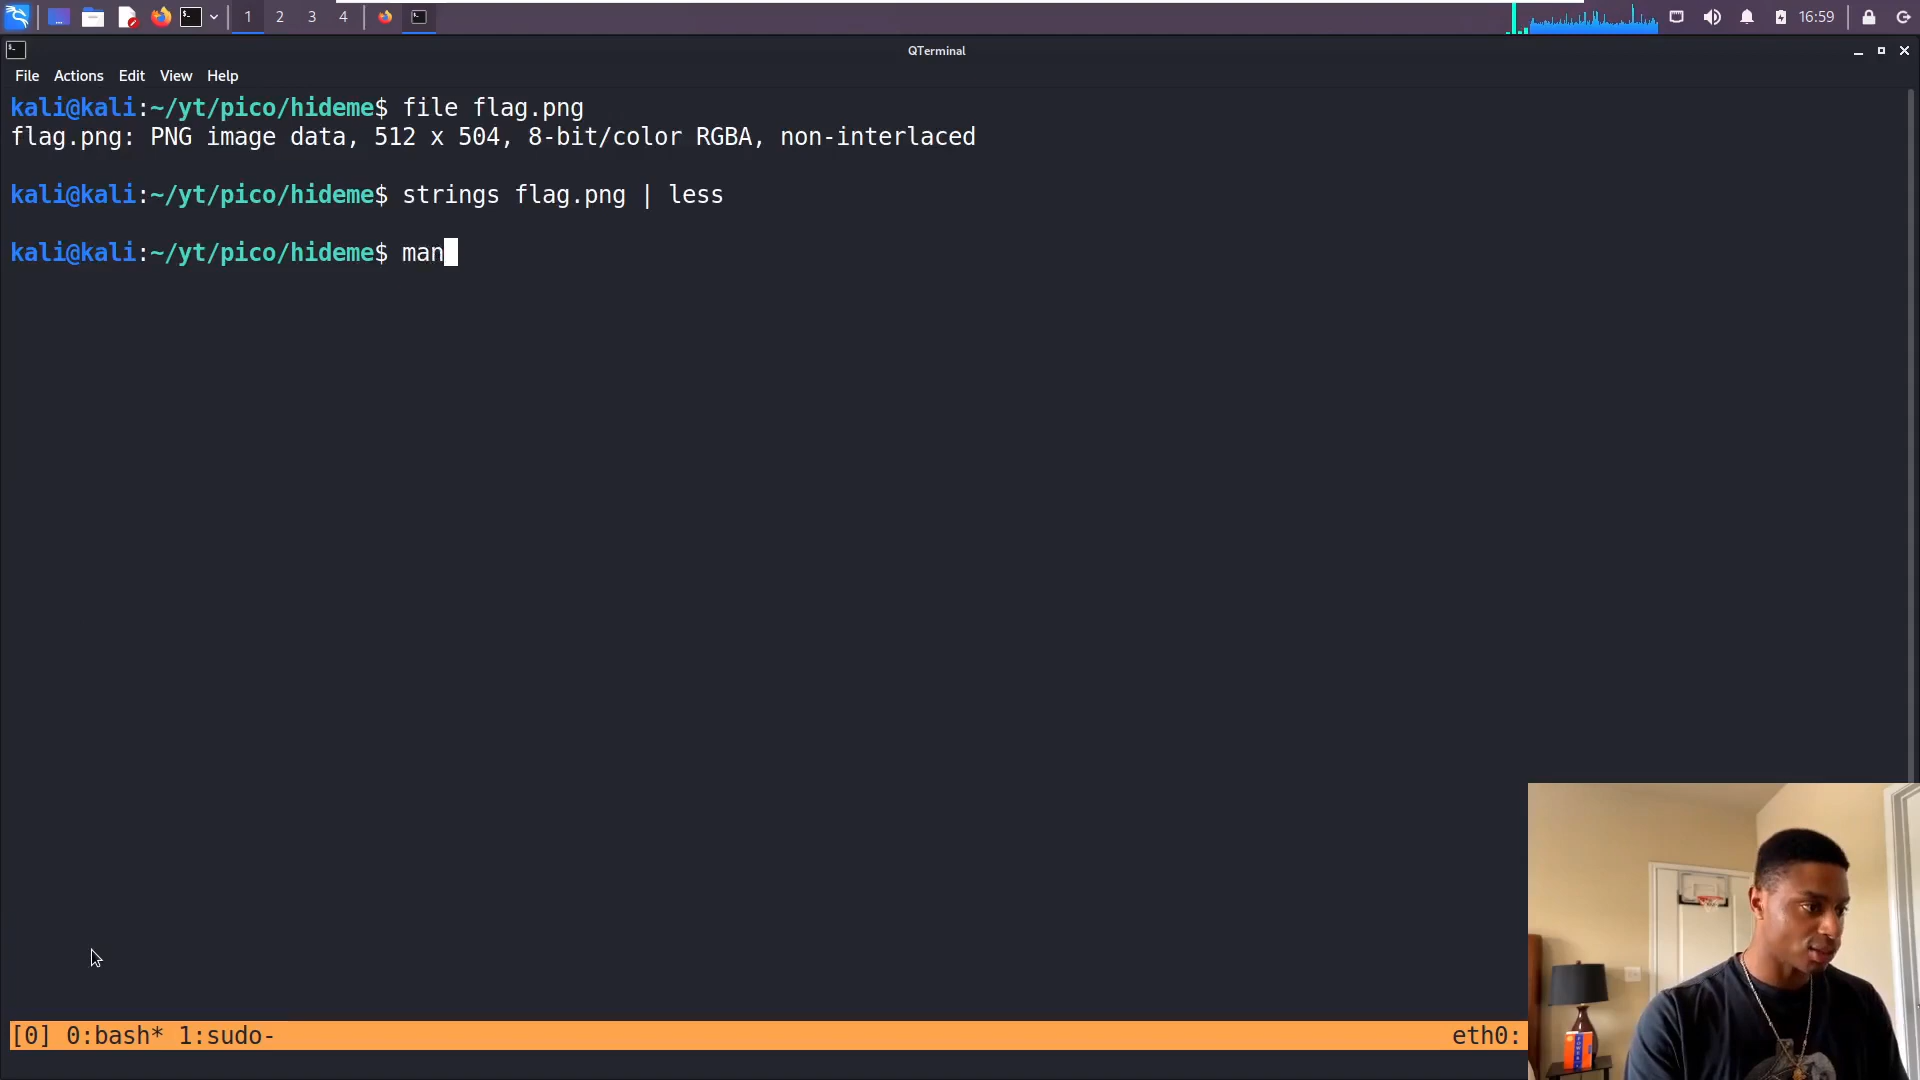 1 2 3 4
16:59
QTerminal
File Actions Edit View Help
kali@kali:~/yt/pico/hideme$ file flag.png
flag.png: PNG image data, 512 x 504, 8-bit/color RGBA, non-interlaced
kali@kali:~/yt/pico/hideme$ strings flag.png | less
kali@kali:~/yt/pico/hideme$ man
[0] 0:bash* 1:sudo-
eth0:
POWER